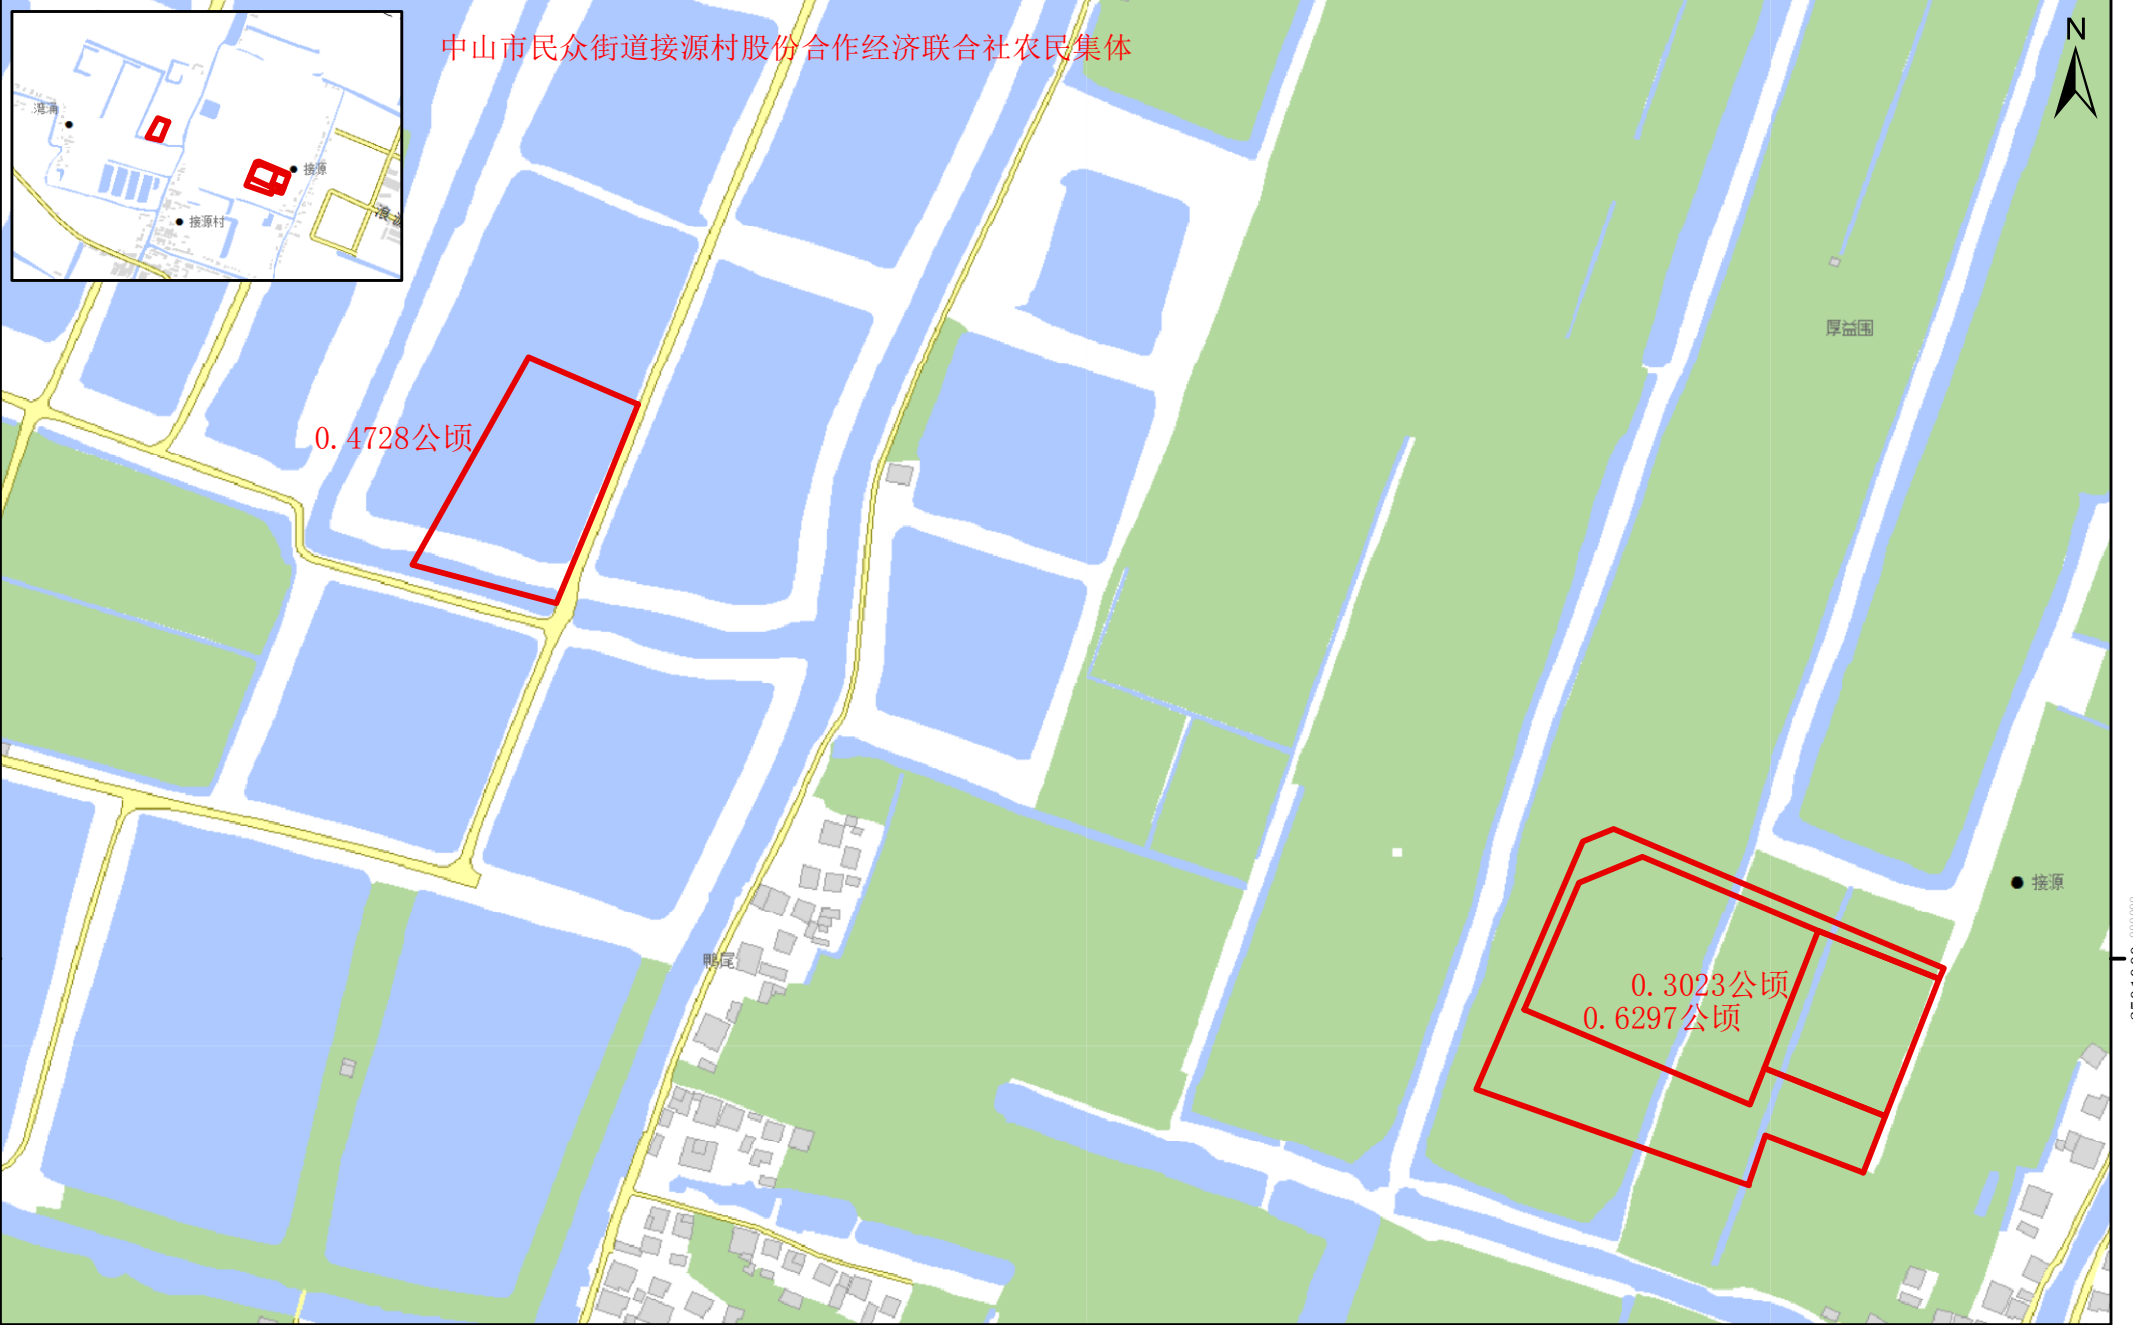 中山市民众街道接源村股份合作经济联合社农民集体
N
接源
接源村
厚益围
0.4728公顷
接源
鸭尾
0.3023公顷
0.6297公顷